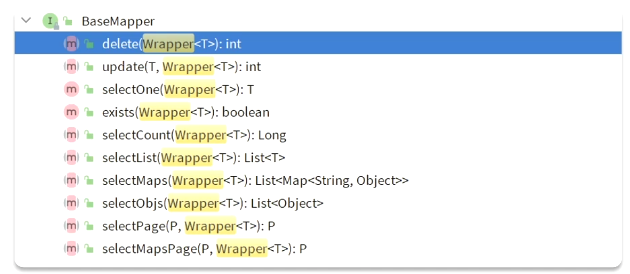 BaseMapper
delete(Wrapper<T>): int
update(T, Wrapper<T>): int
selectOne(Wrapper<T>): T
exists(Wrapper<T>): boolean
selectCount(Wrapper<T>): Long
selectList(Wrapper<T>): List<T>
selectMaps(Wrapper<T>): List<Map<String, Object>>
selectObjs(Wrapper<T>): List<Object>
selectPage(P, Wrapper<T>): P
selectMapsPage(P, Wrapper<T>): P